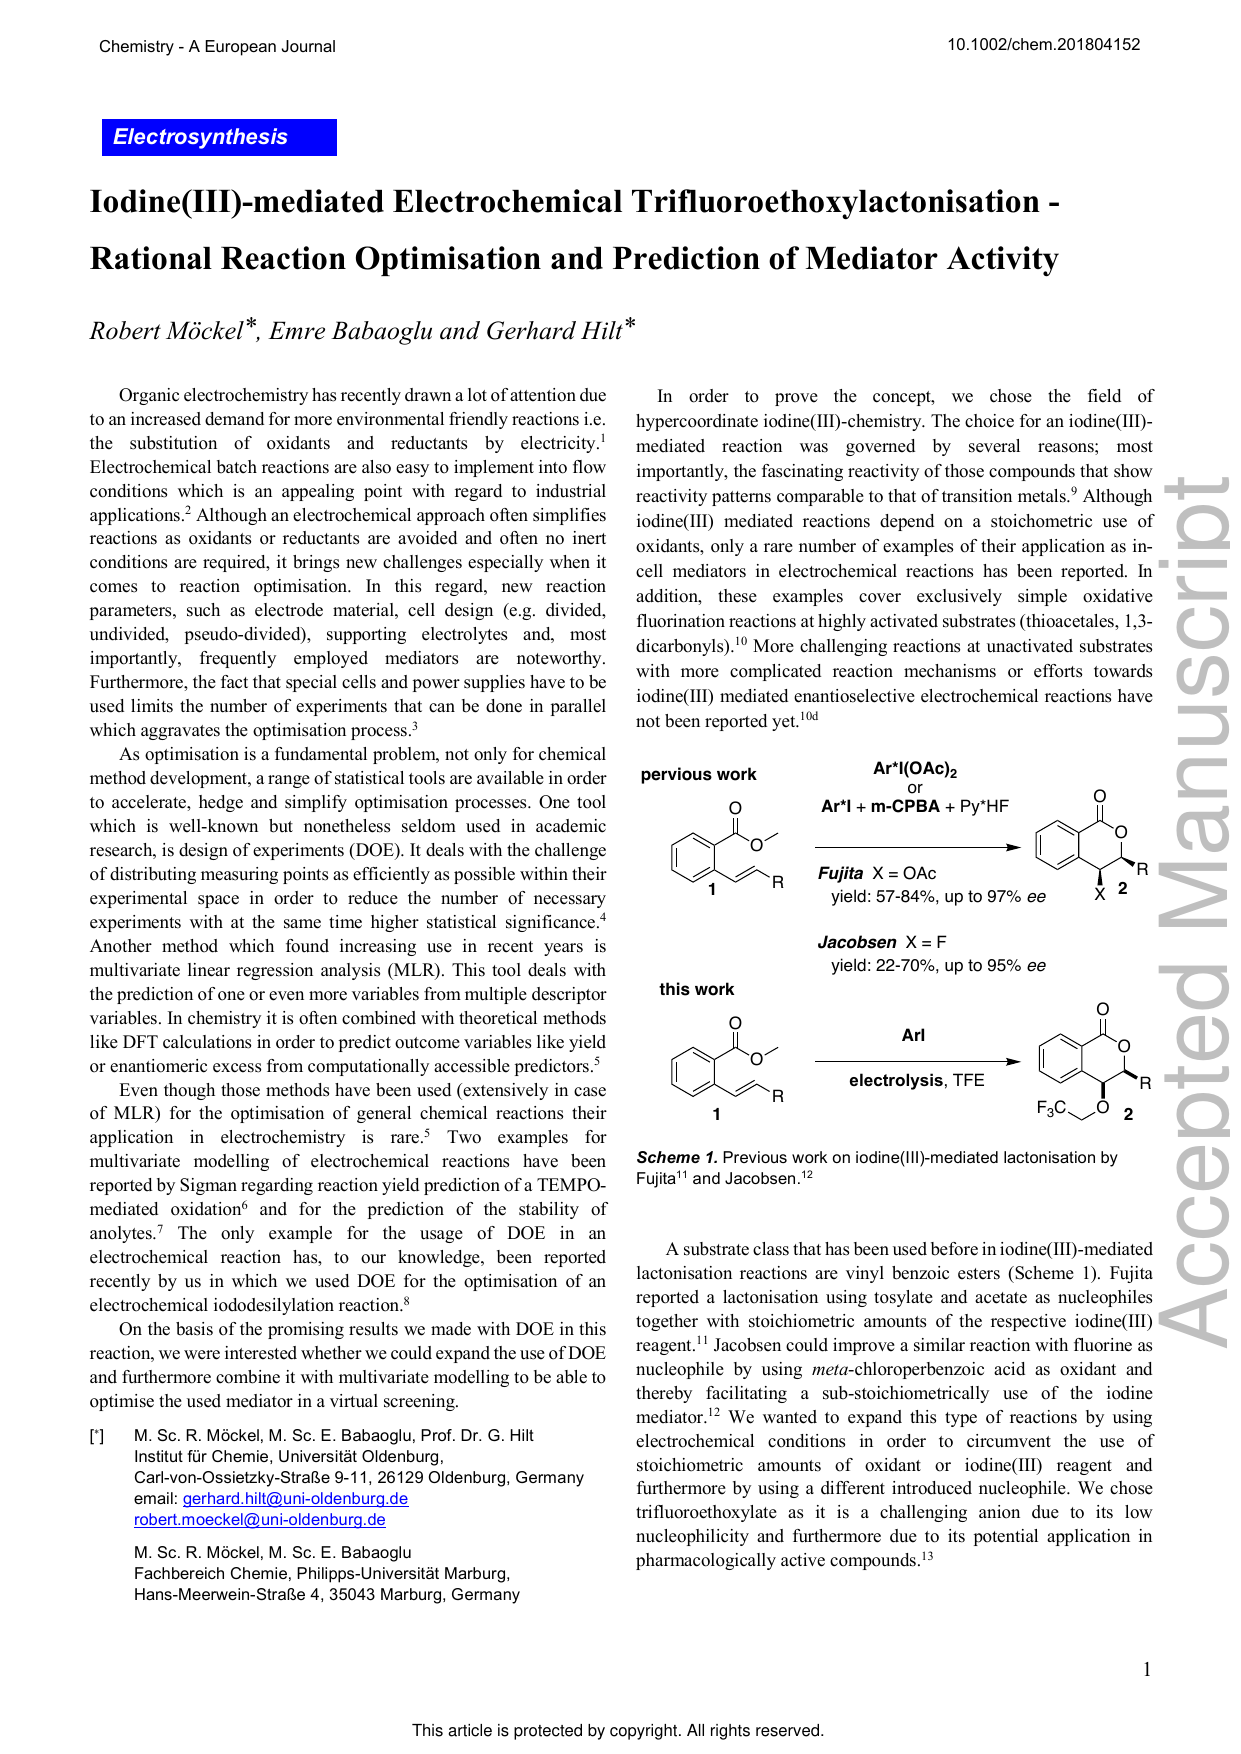 Chemistry - A European Journal
10.1002/chem.201804152
Electrosynthesis
Iodine(III)-mediated Electrochemical Trifluoroethoxylactonisation -
Rational Reaction Optimisation and Prediction of Mediator Activity
Robert Möckel*, Emre Babaoglu and Gerhard Hilt*
Organic electrochemistry has recently drawn a lot of attention due
to an increased demand for more environmental friendly reactions i.e.
the substitution of oxidants and reductants by electricity.1
Electrochemical batch reactions are also easy to implement into flow
conditions which is an appealing point with regard to industrial
applications.2 Although an electrochemical approach often simplifies
reactions as oxidants or reductants are avoided and often no inert
conditions are required, it brings new challenges especially when it
comes to reaction optimisation. In this regard, new reaction
parameters, such as electrode material, cell design (e.g. divided,
undivided, pseudo-divided), supporting electrolytes and, most
importantly, frequently employed mediators are noteworthy.
Furthermore, the fact that special cells and power supplies have to be
used limits the number of experiments that can be done in parallel
which aggravates the optimisation process.3
As optimisation is a fundamental problem, not only for chemical
method development, a range of statistical tools are available in order
to accelerate, hedge and simplify optimisation processes. One tool
which is well-known but nonetheless seldom used in academic
research, is design of experiments (DOE). It deals with the challenge
of distributing measuring points as efficiently as possible within their
experimental space in order to reduce the number of necessary
experiments with at the same time higher statistical significance.4
Another method which found increasing use in recent years is
multivariate linear regression analysis (MLR). This tool deals with
the prediction of one or even more variables from multiple descriptor
variables. In chemistry it is often combined with theoretical methods
like DFT calculations in order to predict outcome variables like yield
or enantiomeric excess from computationally accessible predictors.5
Even though those methods have been used (extensively in case
of MLR) for the optimisation of general chemical reactions their
application in electrochemistry is rare.5 Two examples for
multivariate modelling of electrochemical reactions have been
reported by Sigman regarding reaction yield prediction of a TEMPO-
mediated oxidation6 and for the prediction of the stability of
anolytes.7 The only example for the usage of DOE in an
electrochemical reaction has, to our knowledge, been reported
recently by us in which we used DOE for the optimisation of an
electrochemical iododesilylation reaction.8
On the basis of the promising results we made with DOE in this
reaction, we were interested whether we could expand the use of DOE
and furthermore combine it with multivariate modelling to be able to
optimise the used mediator in a virtual screening.
[*] M. Sc. R. Möckel, M. Sc. E. Babaoglu, Prof. Dr. G. Hilt
Institut für Chemie, Universität Oldenburg,
Carl-von-Ossietzky-Straße 9-11, 26129 Oldenburg, Germany
email: gerhard.hilt@uni-oldenburg.de
robert.moeckel@uni-oldenburg.de
M. Sc. R. Möckel, M. Sc. E. Babaoglu
Fachbereich Chemie, Philipps-Universität Marburg,
Hans-Meerwein-Straße 4, 35043 Marburg, Germany
In order to prove the concept, we chose the field of
hypercoordinate iodine(III)-chemistry. The choice for an iodine(III)-
mediated reaction was governed by several reasons; most
importantly, the fascinating reactivity of those compounds that show
reactivity patterns comparable to that of transition metals.9 Although
iodine(III) mediated reactions depend on a stoichometric use of
oxidants, only a rare number of examples of their application as in-
cell mediators in electrochemical reactions has been reported. In
addition, these examples cover exclusively simple oxidative
fluorination reactions at highly activated substrates (thioacetales, 1,3-
dicarbonyls).10 More challenging reactions at unactivated substrates
with more complicated reaction mechanisms or efforts towards
iodine(III) mediated enantioselective electrochemical reactions have
not been reported yet.10d
pervious work
Ar*I(OAc)2
or
Ar*I + m-CPBA + Py*HF
O
O
R
1
Fujita X = OAc
yield: 57-84%, up to 97% ee
Jacobsen X = F
yield: 22-70%, up to 95% ee
O
O
R
X 2
this work
O
O
R
1
ArI
electrolysis, TFE
O
O
R
F3C O 2
Scheme 1. Previous work on iodine(III)-mediated lactonisation by
Fujita11 and Jacobsen.12
A substrate class that has been used before in iodine(III)-mediated
lactonisation reactions are vinyl benzoic esters (Scheme 1). Fujita
reported a lactonisation using tosylate and acetate as nucleophiles
together with stoichiometric amounts of the respective iodine(III)
reagent.11 Jacobsen could improve a similar reaction with fluorine as
nucleophile by using meta-chloroperbenzoic acid as oxidant and
thereby facilitating a sub-stoichiometrically use of the iodine
mediator.12 We wanted to expand this type of reactions by using
electrochemical conditions in order to circumvent the use of
stoichiometric amounts of oxidant or iodine(III) reagent and
furthermore by using a different introduced nucleophile. We chose
trifluoroethoxylate as it is a challenging anion due to its low
nucleophilicity and furthermore due to its potential application in
pharmacologically active compounds.13
Accepted Manuscript
1
This article is protected by copyright. All rights reserved.